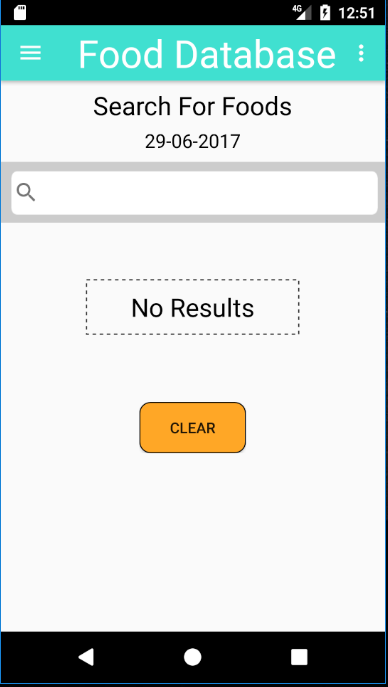 4G 12:51
Food Database
Search For Foods
29-06-2017
No Results
CLEAR